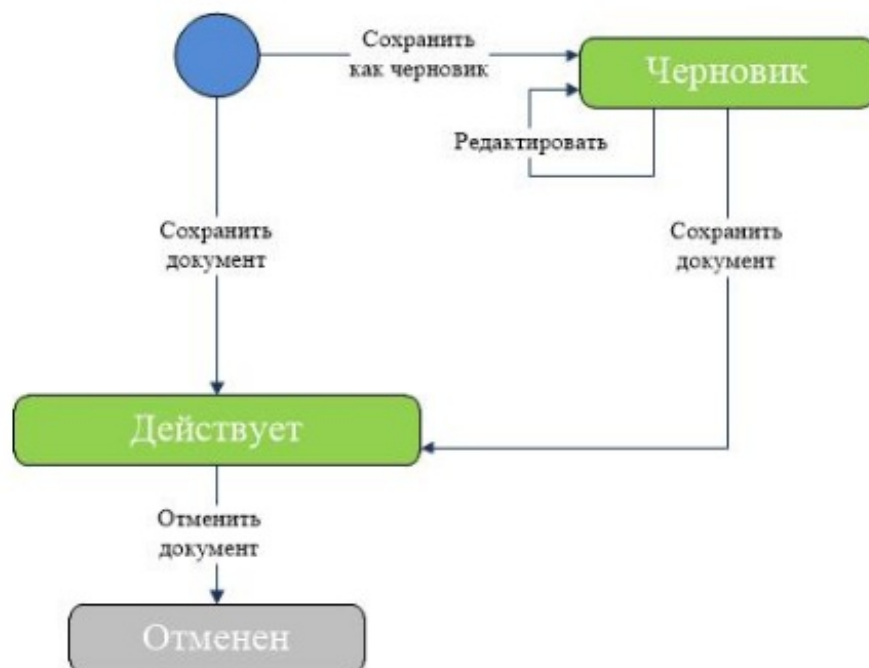 Сохранить
как черновик
Черновик
Редактировать
Сохранить
документ
Сохранить
документ
Действует
Отменить
документ
Отменен